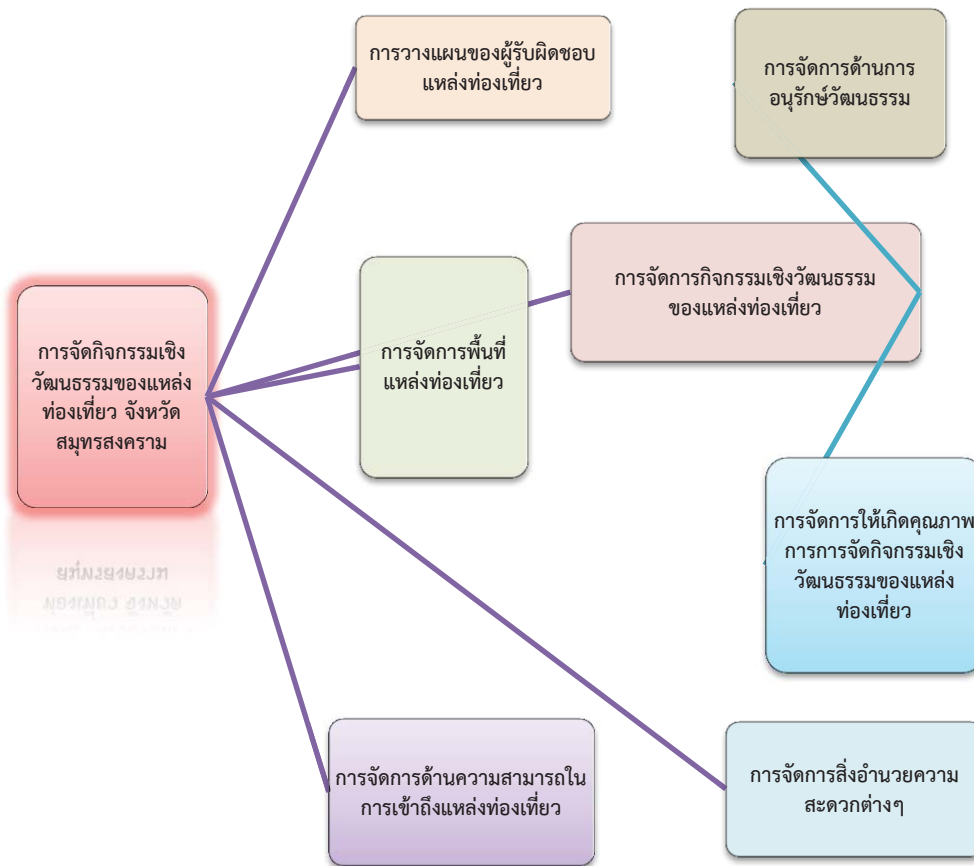 การวางแผนของผู้รับผิดชอบ
แหล่งท่องเที่ยว
การจัดการด้านการ
อนุรักษ์วัฒนธรรม
การจัดการกิจกรรมเชิงวัฒนธรรม
ของแหล่งท่องเที่ยว
การจัดกิจกรรมเชิง
วัฒนธรรมของแหล่ง
ท่องเที่ยว จังหวัด
สมุทรสงคราม
การจัดการพื้นที่
แหล่งท่องเที่ยว
การจัดการให้เกิดคุณภาพ
การการจัดกิจกรรมเชิง
วัฒนธรรมของแหล่ง
ท่องเที่ยว
การจัดการด้านความสามารถใน
การเข้าถึงแหล่งท่องเที่ยว
การจัดการสิ่งอำนวยความ
สะดวกต่างๆ